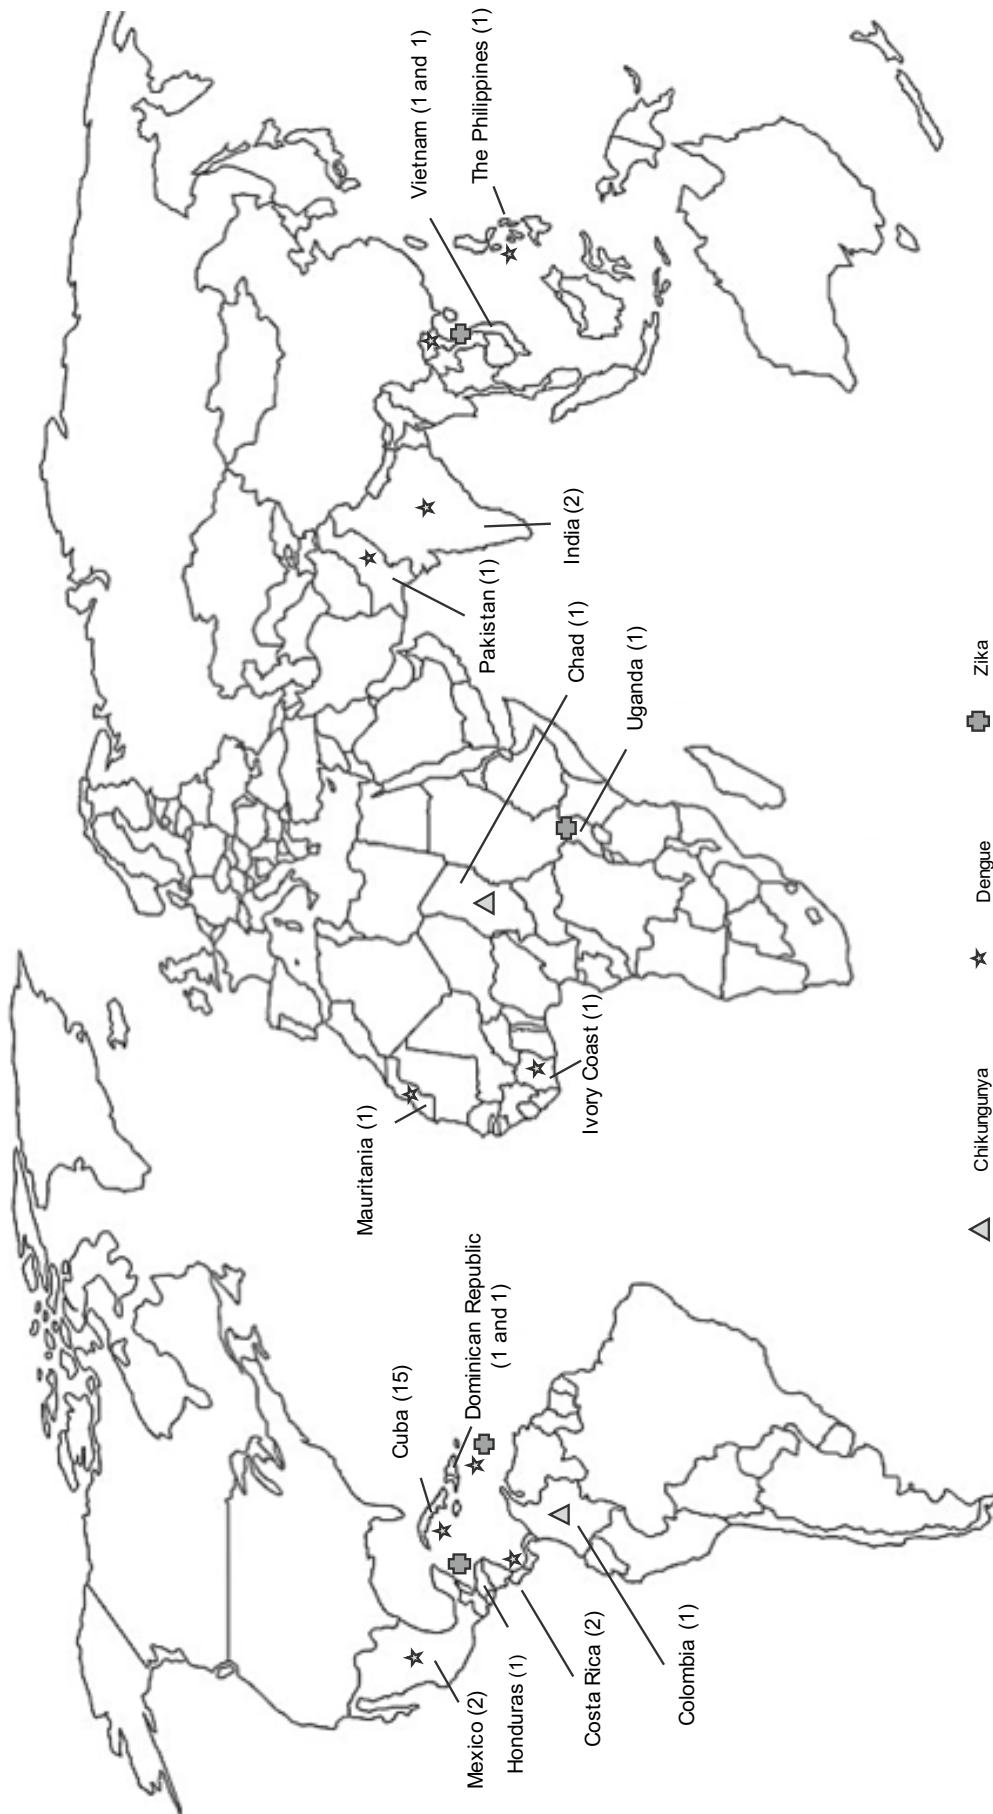 Mexico (2)
Honduras (1)
Costa Rica (2)
Colombia (1)
Cuba (15)
Dominican Republic
(1 and 1)
Mauritania (1)
Ivory Coast (1)
Chad (1)
Uganda (1)
Pakistan (1)
India (2)
Vietnam (1 and 1)
The Philippines (1)
Chikungunya
Dengue
Zika